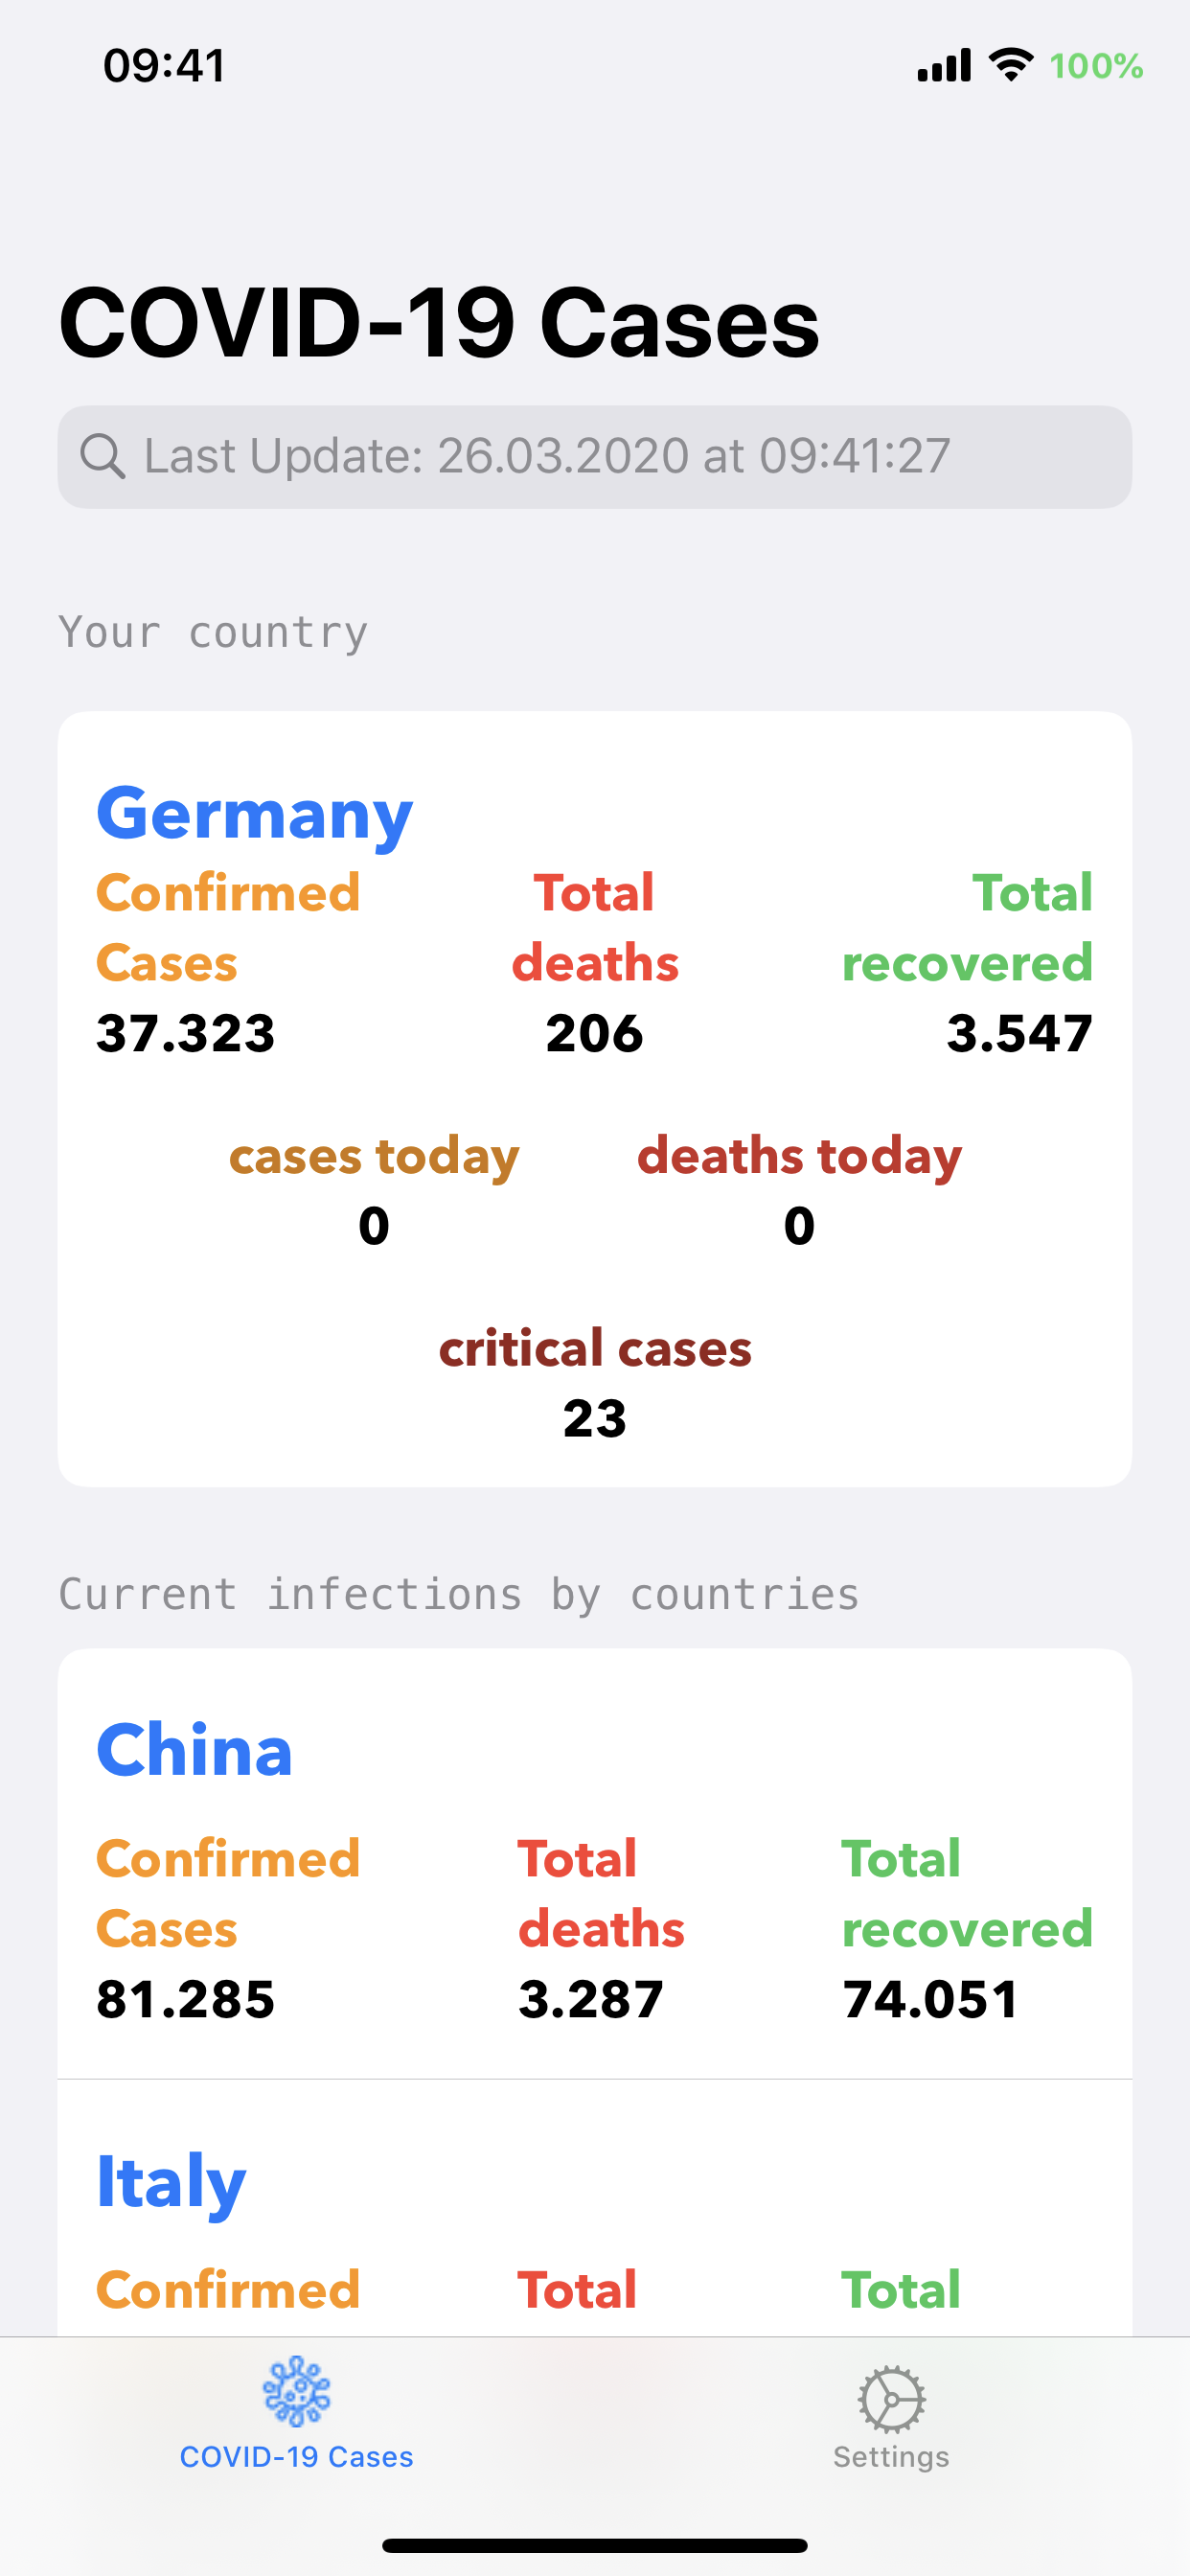 09:41 100%
COVID-19 Cases
Last Update: 26.03.2020 at 09:41:27
Your country
Germany
Confirmed Cases
37.323
Total deaths
206
Total recovered
3.547
cases today
0
deaths today
0
critical cases
23
Current infections by countries
China
Confirmed Cases
81.285
Total deaths
3.287
Total recovered
74.051
Italy
Confirmed Total Total
COVID-19 Cases Settings